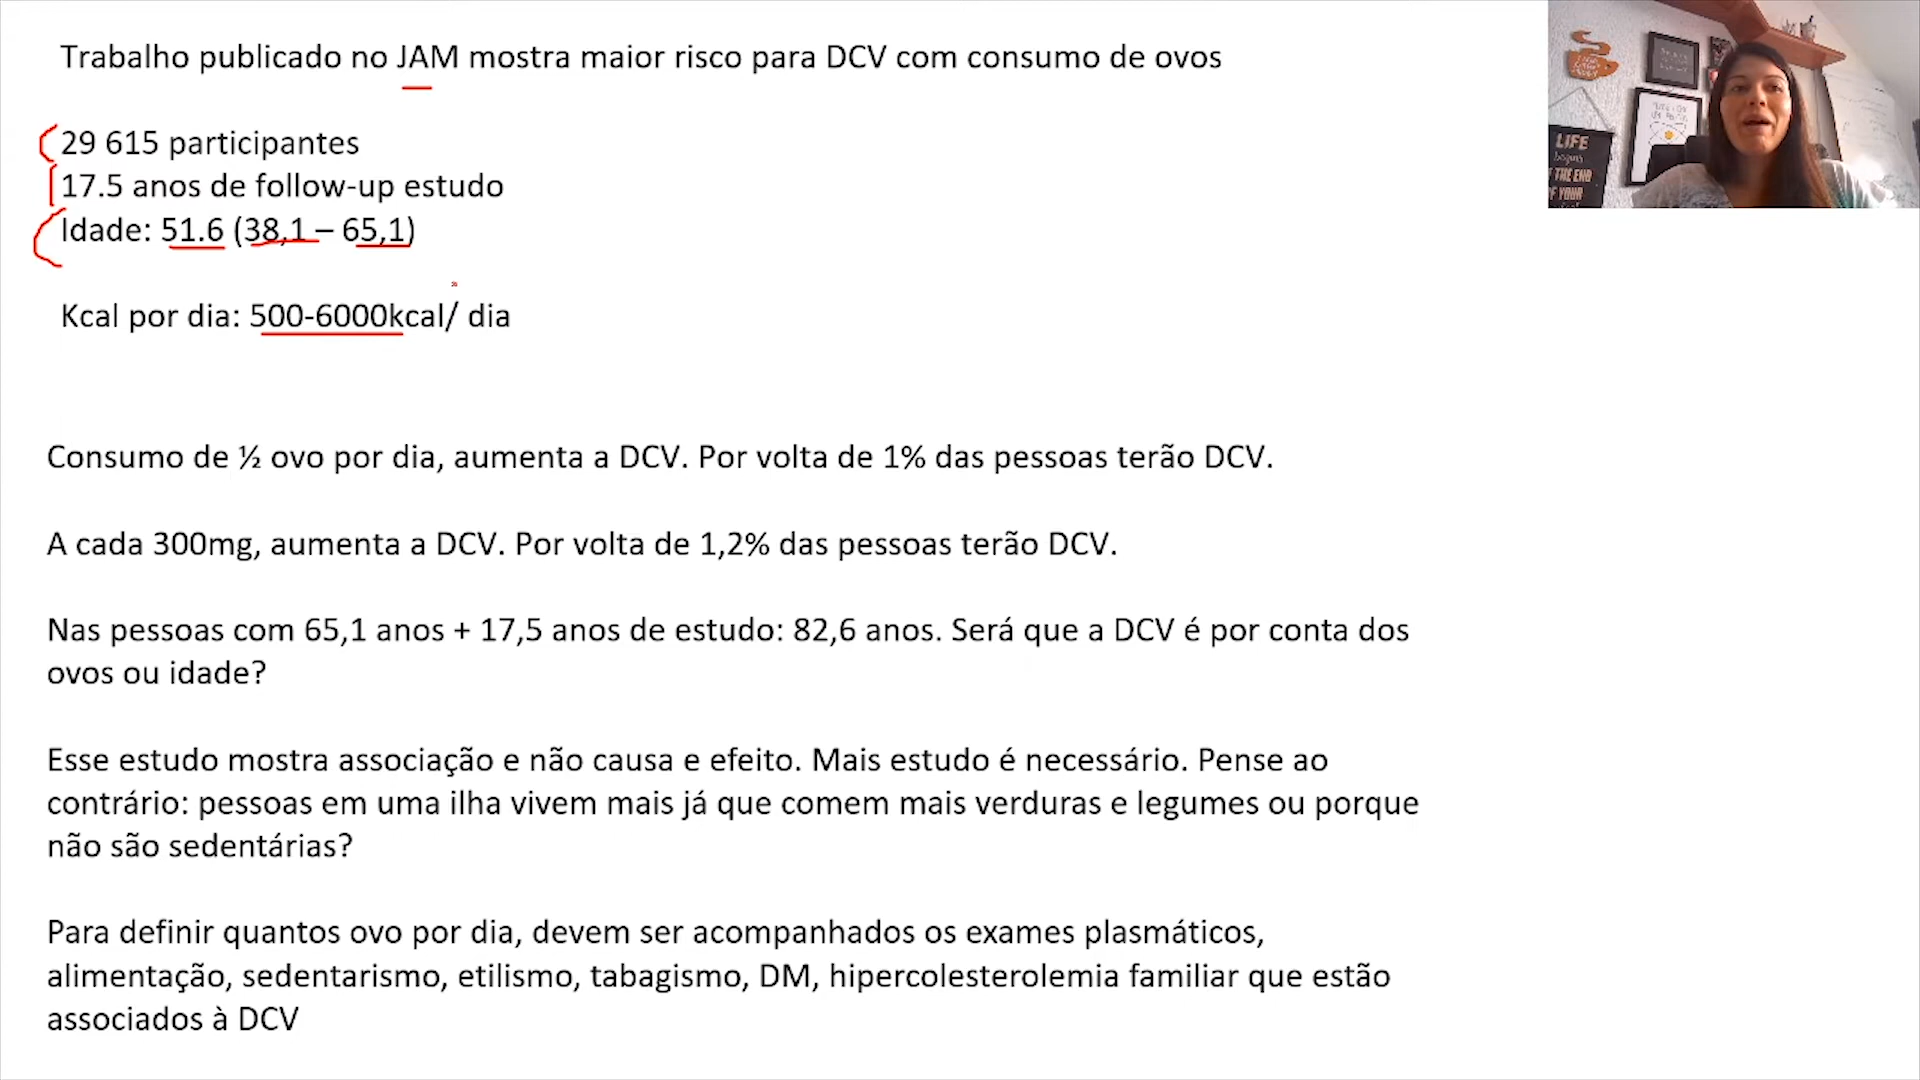 Trabalho publicado no JAM mostra maior risco para DCV com consumo de ovos
29 615 participantes
17.5 anos de follow-up estudo
Idade: 51.6 (38,1 – 65,1)
Kcal por dia: 500-6000kcal/ dia
Consumo de ½ ovo por dia, aumenta a DCV. Por volta de 1% das pessoas terão DCV.
A cada 300mg, aumenta a DCV. Por volta de 1,2% das pessoas terão DCV.
Nas pessoas com 65,1 anos + 17,5 anos de estudo: 82,6 anos. Será que a DCV é por conta dos
ovos ou idade?
Esse estudo mostra associação e não causa e efeito. Mais estudo é necessário. Pense ao
contrário: pessoas em uma ilha vivem mais já que comem mais verduras e legumes ou porque
não são sedentárias?
Para definir quantos ovo por dia, devem ser acompanhados os exames plasmáticos,
alimentação, sedentarismo, etilismo, tabagismo, DM, hipercolesterolemia familiar que estão
associados à DCV
LIFE
begins
THE END
OF YOUR